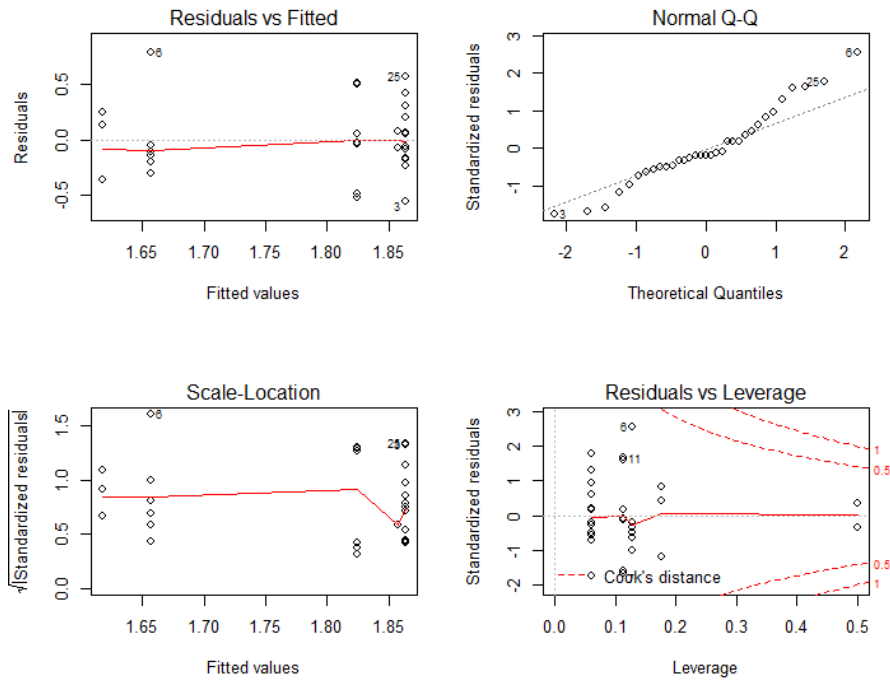 Residuals vs Fitted
Residuals
0.5
0.0
-0.5
6
25
3
1.65 1.70 1.75 1.80 1.85
Fitted values
Normal Q-Q
Standardized residuals
3
2
1
0
-1
6
25
3
-2 -1 0 1 2
Theoretical Quantiles
Scale-Location
√|Standardized residuals|
1.5
1.0
0.5
0.0
6
25
1.65 1.70 1.75 1.80 1.85
Fitted values
Residuals vs Leverage
Standardized residuals
3
2
1
0
-1
-2
6
11
1
0.5
0.5
1
Cook's distance
0.0 0.1 0.2 0.3 0.4 0.5
Leverage